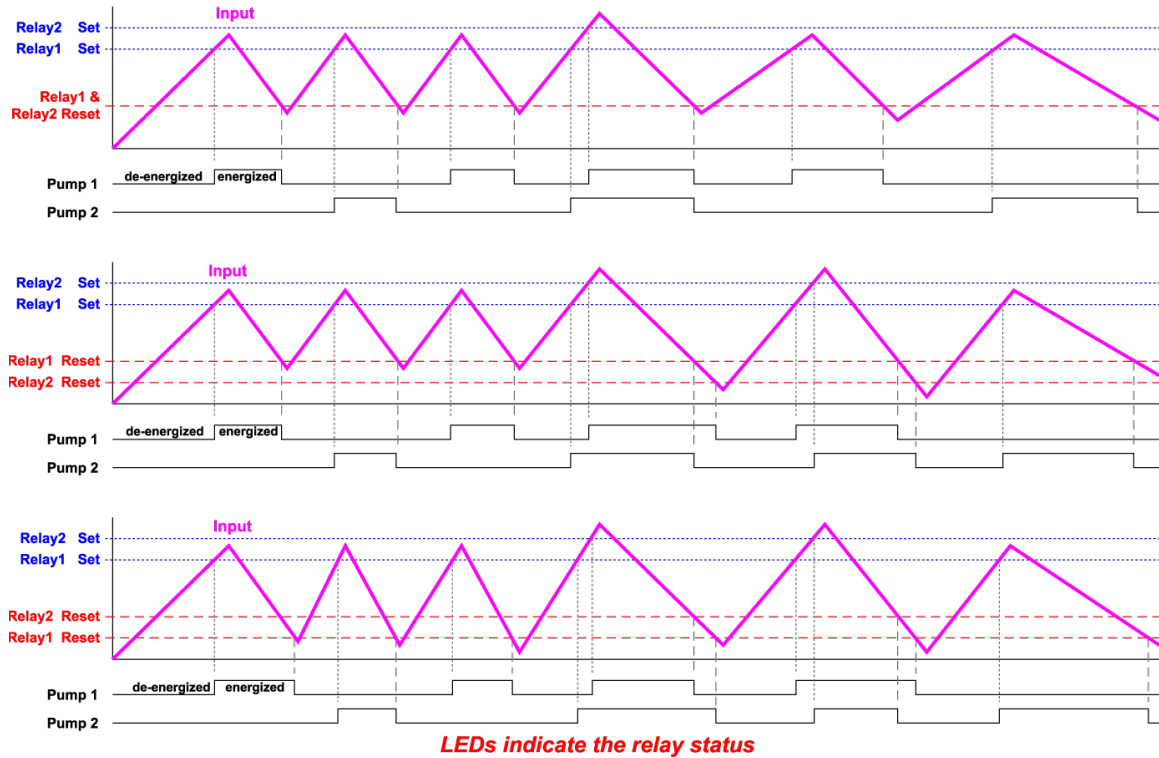 Input
Relay2 Set
Relay1 Set
Relay1 &
Relay2 Reset
de-energized energized
Pump 1
Pump 2
Input
Relay2 Set
Relay1 Set
Relay1 Reset
Relay2 Reset
de-energized energized
Pump 1
Pump 2
Input
Relay2 Set
Relay1 Set
Relay2 Reset
Relay1 Reset
de-energized energized
Pump 1
Pump 2
LEDs indicate the relay status